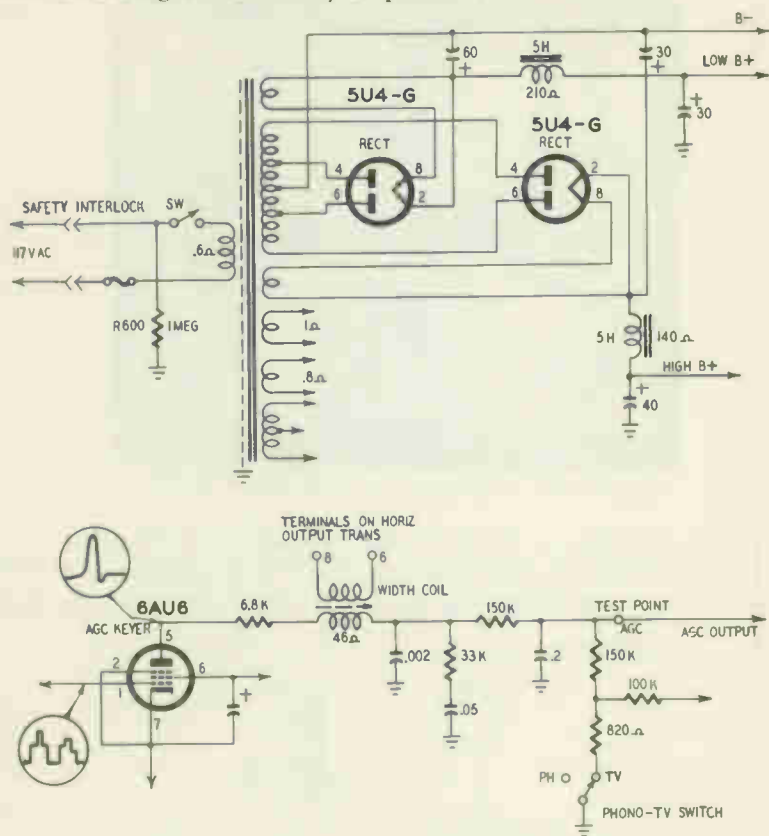 B-
60
+
5H
30
+
LOW B+
210Ω
+
30
5U4-G
RECT
4
8
6
2
5U4-G
RECT
4
2
6
8
SAFETY INTERLOCK
SW
.6Ω
117VAC
R600
1MEG
1Ω
.8Ω
5H
140Ω
HIGH B+
+
40
TERMINALS ON HORIZ
OUTPUT TRANS
8
6
WIDTH COIL
6AU6
AGC KEYER
5
6.8K
46Ω
2
1
6
7
+
.002
33K
.05
150K
.2
TEST POINT
AGC
AGC OUTPUT
150K
100K
820Ω
PH
TV
PHONO-TV SWITCH